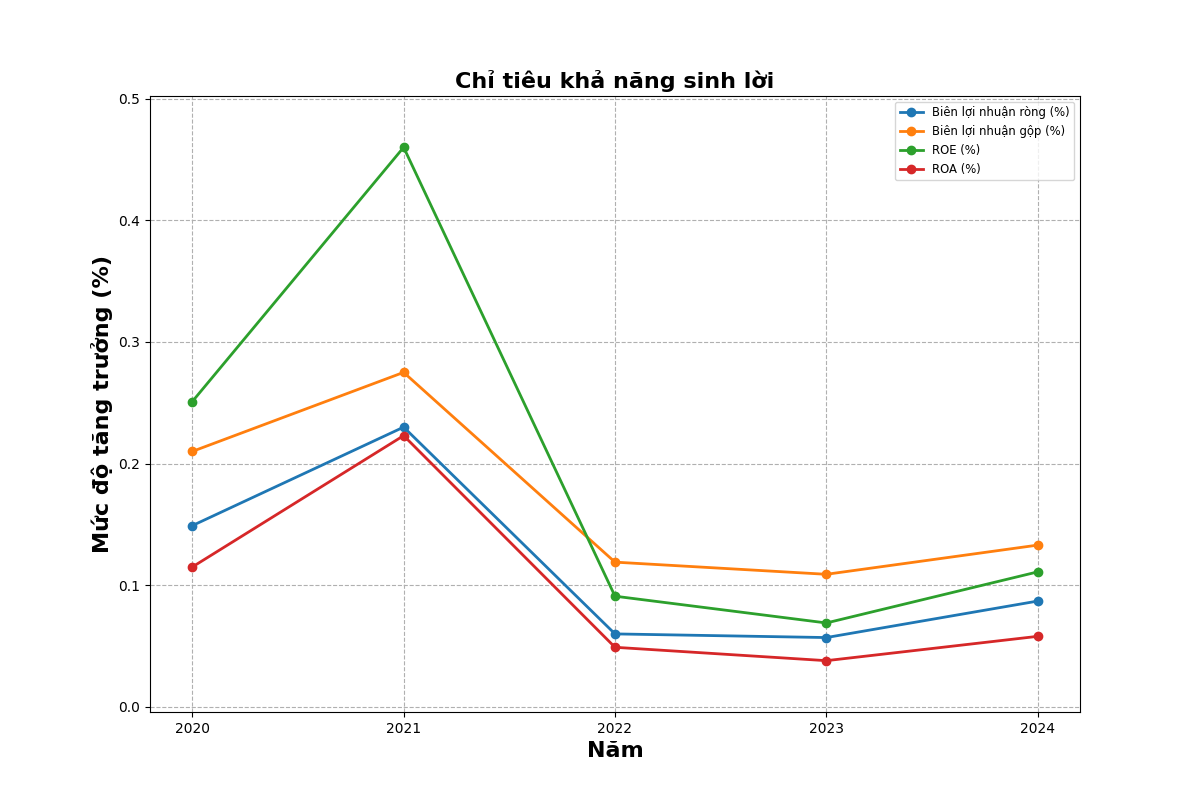 Chỉ tiêu khả năng sinh lời
Mức độ tăng trưởng (%)
0.5
0.4
0.3
0.2
0.1
0.0
Biên lợi nhuận ròng (%)
Biên lợi nhuận gộp (%)
ROE (%)
ROA (%)
2020 2021 2022 2023 2024
Năm